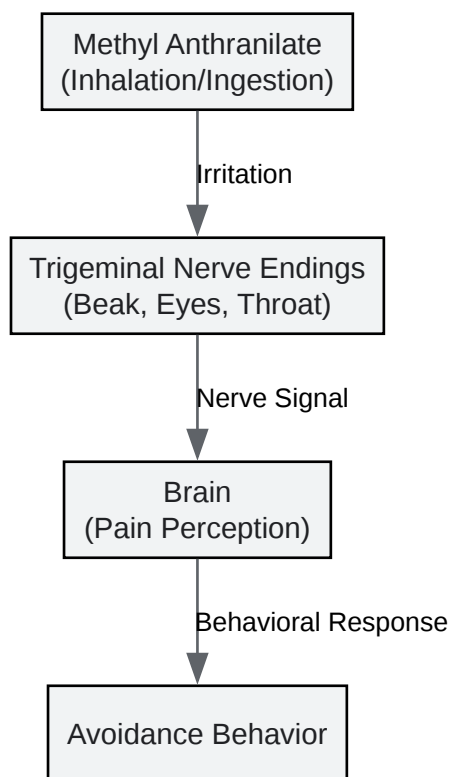 Methyl Anthranilate
(Inhalation/Ingestion)
Irritation
Trigeminal Nerve Endings
(Beak, Eyes, Throat)
Nerve Signal
Brain
(Pain Perception)
Behavioral Response
Avoidance Behavior